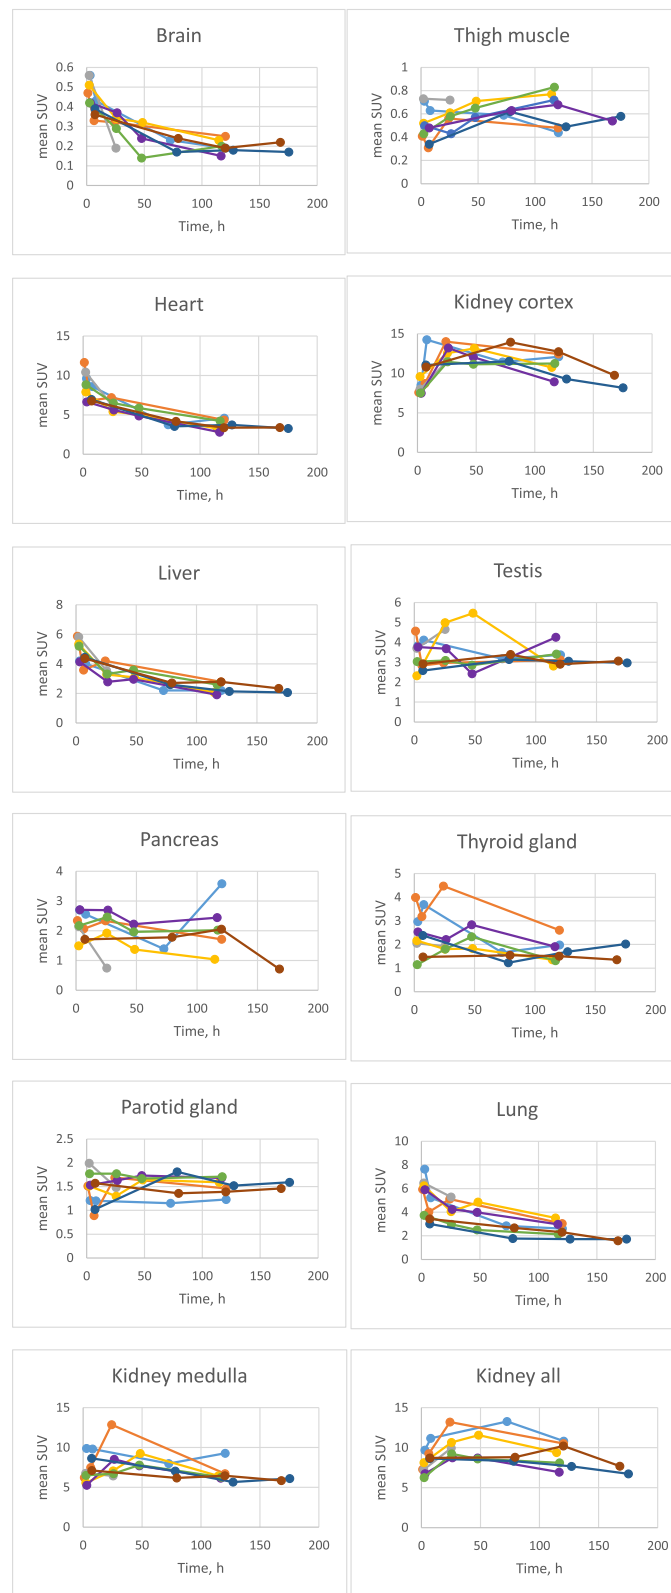 Brain
mean SUV
0.6
0.5
0.4
0.3
0.2
0.1
0
0 50 100 150 200
Time, h
Thigh muscle
mean SUV
1
0.8
0.6
0.4
0.2
0
0 50 100 150 200
Time, h
Heart
mean SUV
15
10
5
0
0 50 100 150 200
Time, h
Kidney cortex
mean SUV
15
10
5
0
0 50 100 150 200
Time, h
Liver
mean SUV
8
6
4
2
0
0 50 100 150 200
Time, h
Testis
mean SUV
6
5
4
3
2
1
0
0 50 100 150 200
Time, h
Pancreas
mean SUV
4
3
2
1
0
0 50 100 150 200
Time, h
Thyroid gland
mean SUV
5
4
3
2
1
0
0 50 100 150 200
Time, h
Parotid gland
mean SUV
2.5
2
1.5
1
0.5
0
0 50 100 150 200
Time, h
Lung
mean SUV
10
8
6
4
2
0
0 50 100 150 200
Time, h
Kidney medulla
mean SUV
15
10
5
0
0 50 100 150 200
Time, h
Kidney all
mean SUV
15
10
5
0
0 50 100 150 200
Time, h